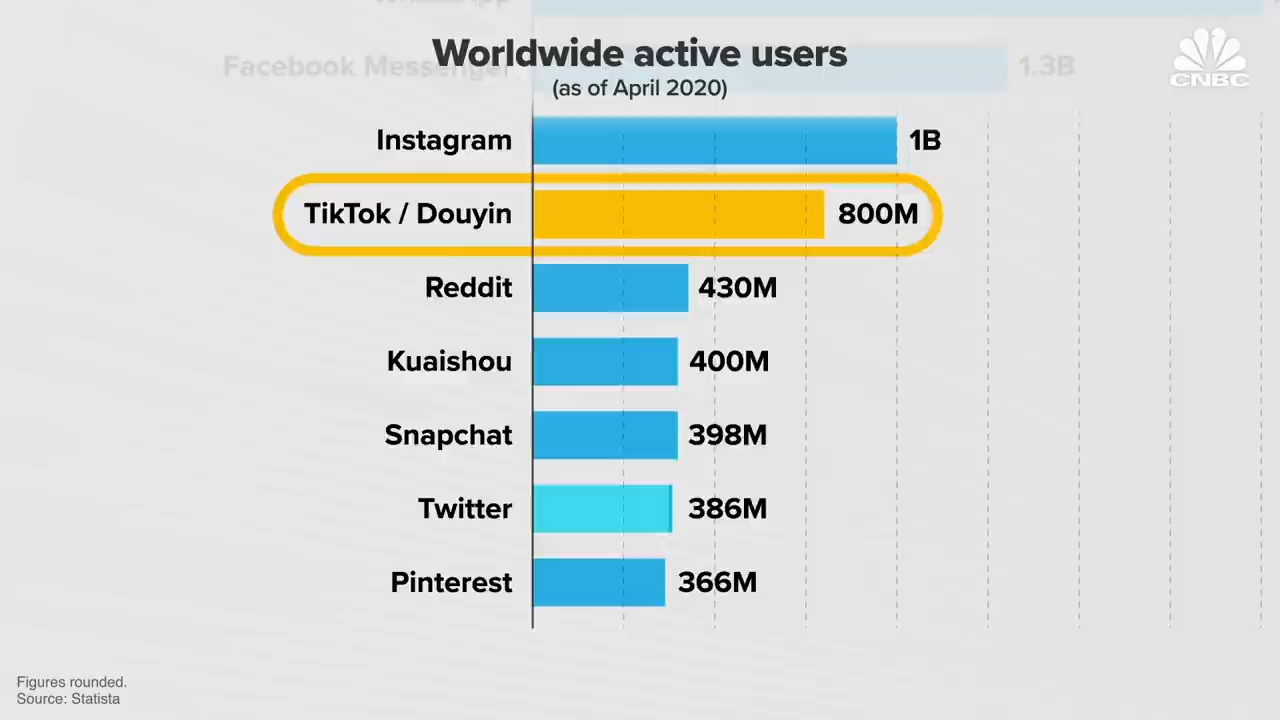 Worldwide active users
(as of April 2020)
Facebook Messenger 1.3B
CNBC
Instagram 1B
TikTok / Douyin 800M
Reddit 430M
Kuaishou 400M
Snapchat 398M
Twitter 386M
Pinterest 366M
Figures rounded.
Source: Statista